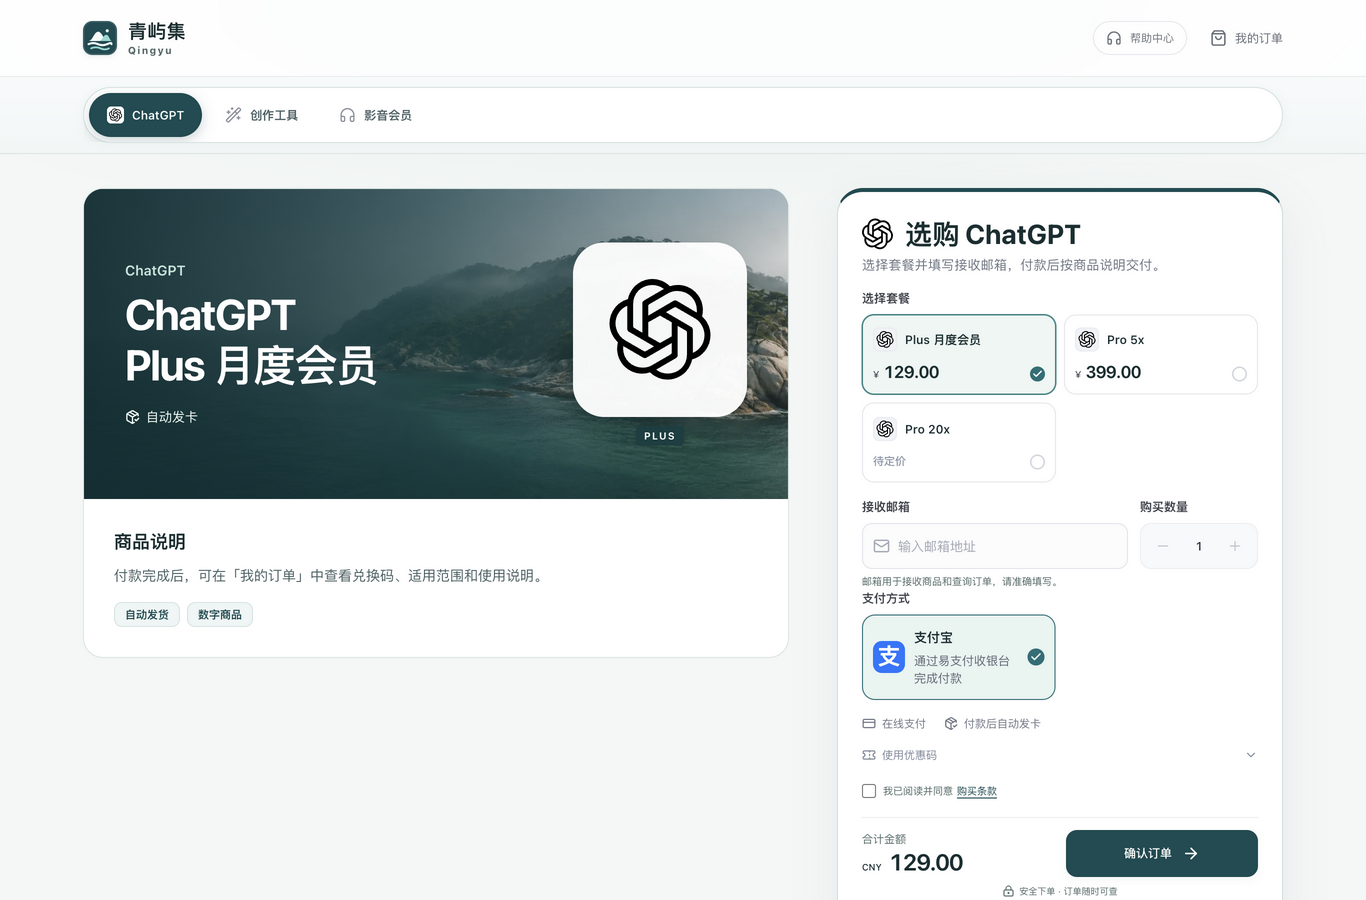 青屿集
Qingyu
帮助中心
我的订单
ChatGPT
创作工具
影音会员
ChatGPT
ChatGPT
Plus 月度会员
自动发卡
PLUS
商品说明
付款完成后，可在「我的订单」中查看兑换码、适用范围和使用说明。
自动发货
数字商品
选购 ChatGPT
选择套餐并填写接收邮箱，付款后按商品说明交付。
选择套餐
Plus 月度会员
¥ 129.00
Pro 5x
¥ 399.00
Pro 20x
待定价
接收邮箱
购买数量
输入邮箱地址
1
邮箱用于接收商品和查询订单，请准确填写。
支付方式
支
支付宝
通过易支付收银台
完成付款
在线支付
付款后自动发卡
使用优惠码
我已阅读并同意 购买条款
合计金额
CNY 129.00
确认订单
安全下单 · 订单随时可查